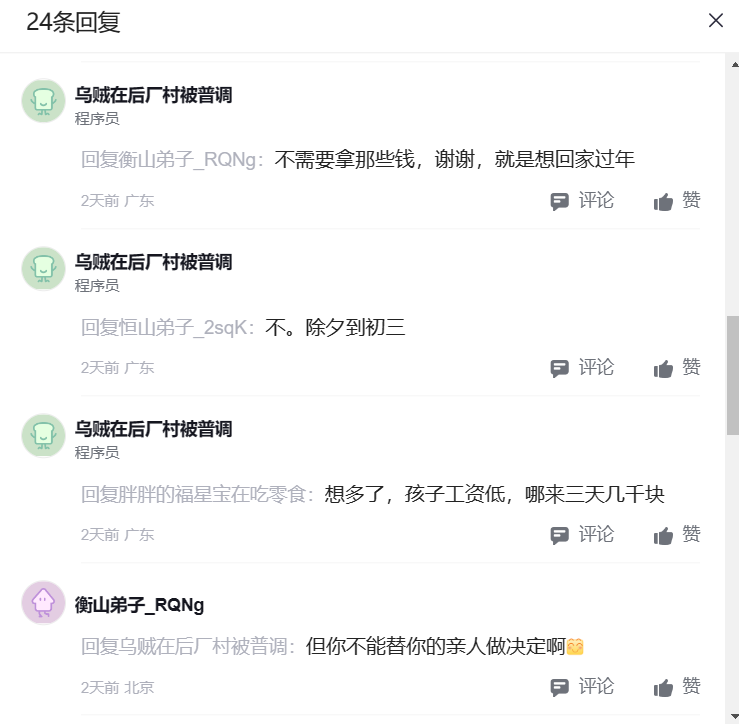 24条回复
乌贼在后厂村被普调
程序员
回复衡山弟子_RQNg：不需要拿那些钱，谢谢，就是想回家过年
2天前 广东 评论 赞
乌贼在后厂村被普调
程序员
回复恒山弟子_2sqK：不。除夕到初三
2天前 广东 评论 赞
乌贼在后厂村被普调
程序员
回复胖胖的福星宝在吃零食：想多了，孩子工资低，哪来三天几千块
2天前 广东 评论 赞
衡山弟子_RQNg
回复乌贼在后厂村被普调：但你不能替你的亲人做决定啊🤗
2天前 北京 评论 赞